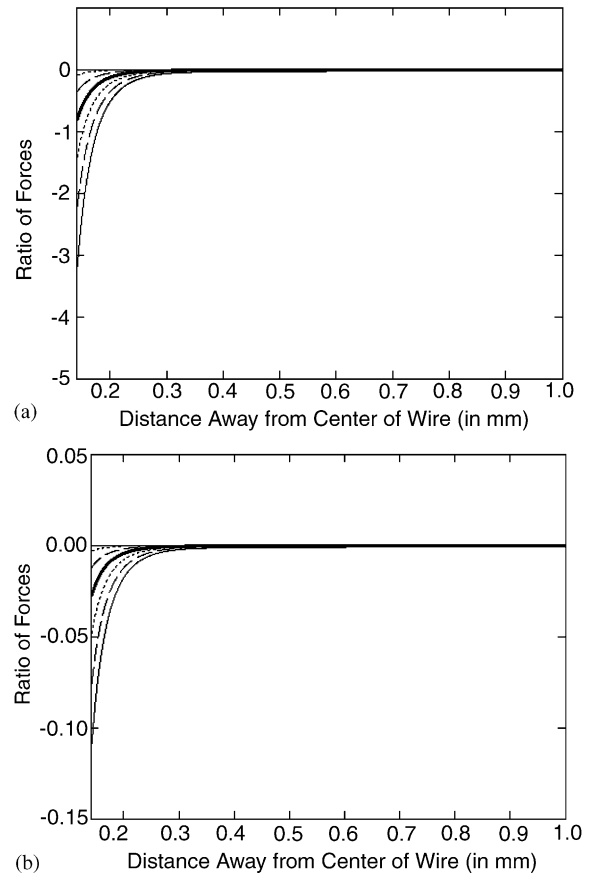 0
-1
-2
-3
-4
-5
Ratio of Forces
0.2 0.3 0.4 0.5 0.6 0.7 0.8 0.9 1.0
(a)
Distance Away from Center of Wire (in mm)
0.05
0.00
-0.05
-0.10
-0.15
Ratio of Forces
0.2 0.3 0.4 0.5 0.6 0.7 0.8 0.9 1.0
(b)
Distance Away from Center of Wire (in mm)